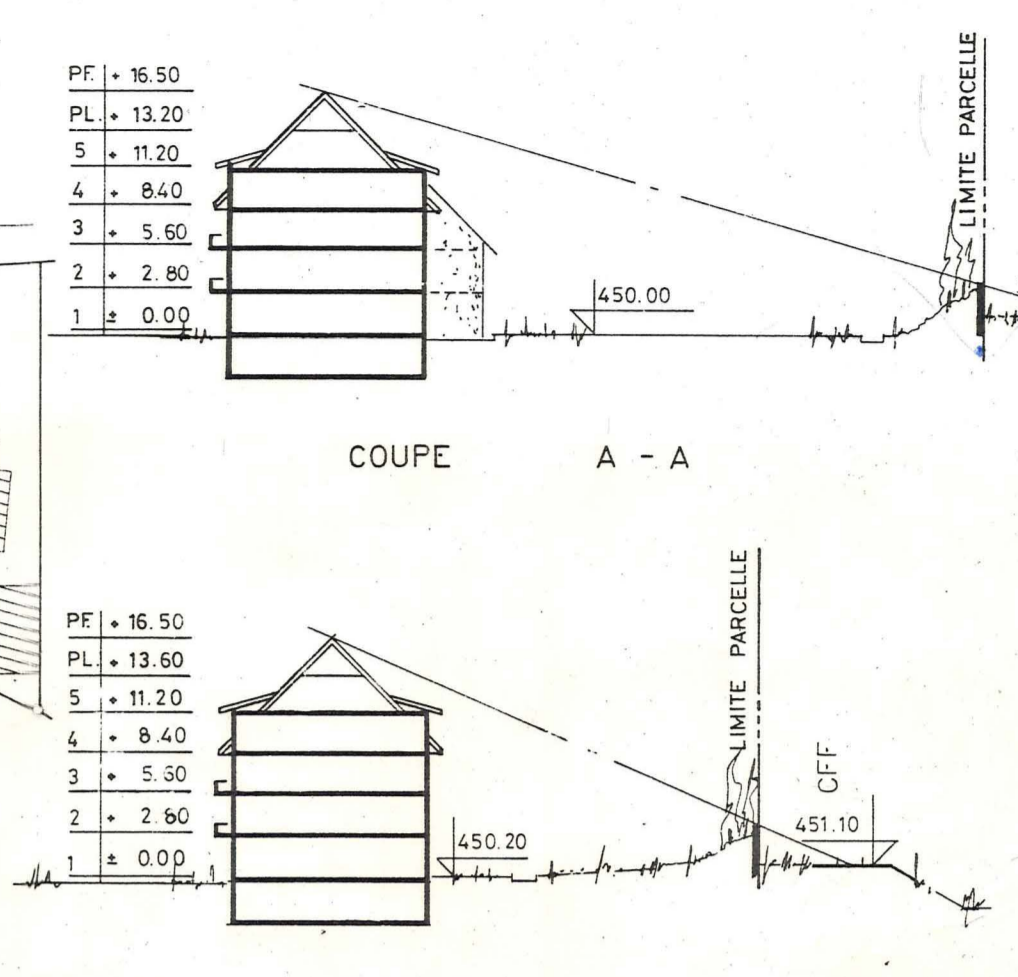 PF. + 16.50
PL. + 13.20
5 + 11.20
4 + 8.40
3 + 5.60
2 + 2.80
1 ± 0.00
450.00
LIMITE PARCELLE
COUPE A - A
PF. + 16.50
PL. + 13.60
5 + 11.20
4 + 8.40
3 + 5.60
2 + 2.80
1 ± 0.00
450.20
LIMITE PARCELLE
CFF
451.10